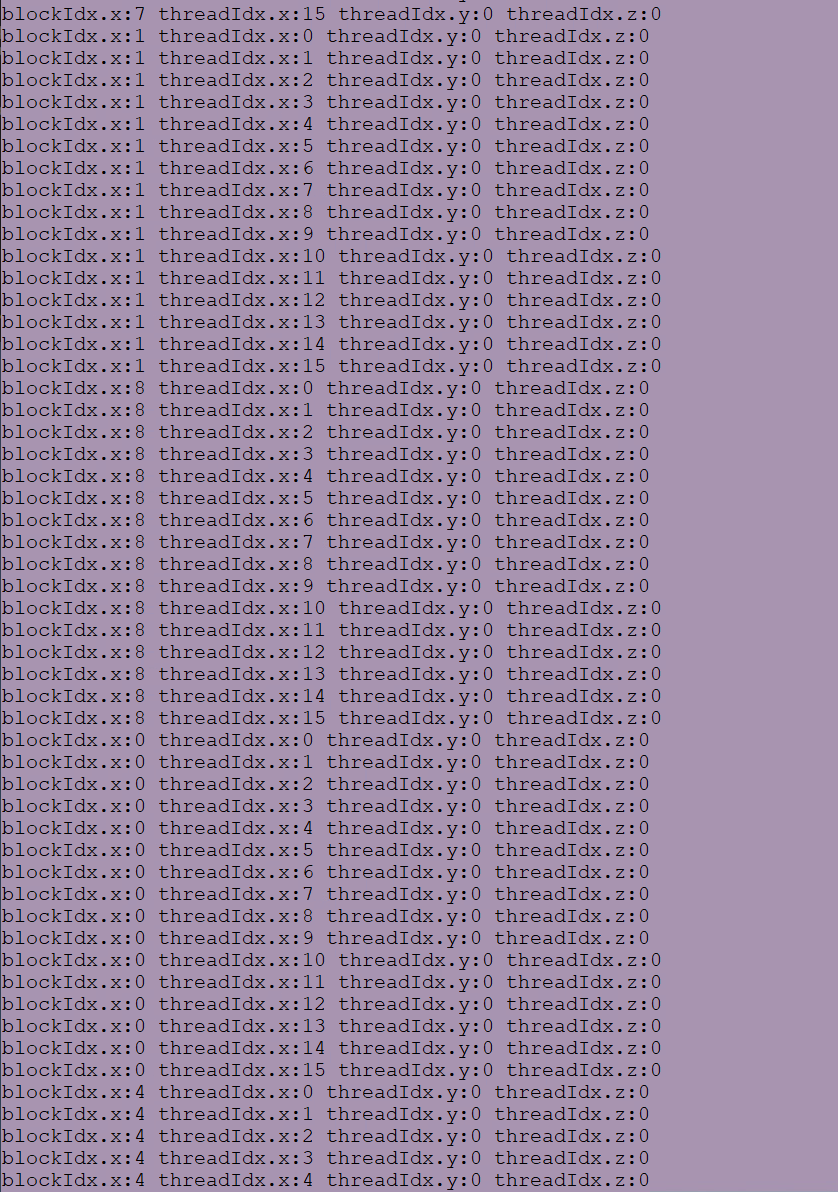 blockIdx.x:7 threadIdx.x:15 threadIdx.y:0 threadIdx.z:0
blockIdx.x:1 threadIdx.x:0 threadIdx.y:0 threadIdx.z:0
blockIdx.x:1 threadIdx.x:1 threadIdx.y:0 threadIdx.z:0
blockIdx.x:1 threadIdx.x:2 threadIdx.y:0 threadIdx.z:0
blockIdx.x:1 threadIdx.x:3 threadIdx.y:0 threadIdx.z:0
blockIdx.x:1 threadIdx.x:4 threadIdx.y:0 threadIdx.z:0
blockIdx.x:1 threadIdx.x:5 threadIdx.y:0 threadIdx.z:0
blockIdx.x:1 threadIdx.x:6 threadIdx.y:0 threadIdx.z:0
blockIdx.x:1 threadIdx.x:7 threadIdx.y:0 threadIdx.z:0
blockIdx.x:1 threadIdx.x:8 threadIdx.y:0 threadIdx.z:0
blockIdx.x:1 threadIdx.x:9 threadIdx.y:0 threadIdx.z:0
blockIdx.x:1 threadIdx.x:10 threadIdx.y:0 threadIdx.z:0
blockIdx.x:1 threadIdx.x:11 threadIdx.y:0 threadIdx.z:0
blockIdx.x:1 threadIdx.x:12 threadIdx.y:0 threadIdx.z:0
blockIdx.x:1 threadIdx.x:13 threadIdx.y:0 threadIdx.z:0
blockIdx.x:1 threadIdx.x:14 threadIdx.y:0 threadIdx.z:0
blockIdx.x:1 threadIdx.x:15 threadIdx.y:0 threadIdx.z:0
blockIdx.x:8 threadIdx.x:0 threadIdx.y:0 threadIdx.z:0
blockIdx.x:8 threadIdx.x:1 threadIdx.y:0 threadIdx.z:0
blockIdx.x:8 threadIdx.x:2 threadIdx.y:0 threadIdx.z:0
blockIdx.x:8 threadIdx.x:3 threadIdx.y:0 threadIdx.z:0
blockIdx.x:8 threadIdx.x:4 threadIdx.y:0 threadIdx.z:0
blockIdx.x:8 threadIdx.x:5 threadIdx.y:0 threadIdx.z:0
blockIdx.x:8 threadIdx.x:6 threadIdx.y:0 threadIdx.z:0
blockIdx.x:8 threadIdx.x:7 threadIdx.y:0 threadIdx.z:0
blockIdx.x:8 threadIdx.x:8 threadIdx.y:0 threadIdx.z:0
blockIdx.x:8 threadIdx.x:9 threadIdx.y:0 threadIdx.z:0
blockIdx.x:8 threadIdx.x:10 threadIdx.y:0 threadIdx.z:0
blockIdx.x:8 threadIdx.x:11 threadIdx.y:0 threadIdx.z:0
blockIdx.x:8 threadIdx.x:12 threadIdx.y:0 threadIdx.z:0
blockIdx.x:8 threadIdx.x:13 threadIdx.y:0 threadIdx.z:0
blockIdx.x:8 threadIdx.x:14 threadIdx.y:0 threadIdx.z:0
blockIdx.x:8 threadIdx.x:15 threadIdx.y:0 threadIdx.z:0
blockIdx.x:0 threadIdx.x:0 threadIdx.y:0 threadIdx.z:0
blockIdx.x:0 threadIdx.x:1 threadIdx.y:0 threadIdx.z:0
blockIdx.x:0 threadIdx.x:2 threadIdx.y:0 threadIdx.z:0
blockIdx.x:0 threadIdx.x:3 threadIdx.y:0 threadIdx.z:0
blockIdx.x:0 threadIdx.x:4 threadIdx.y:0 threadIdx.z:0
blockIdx.x:0 threadIdx.x:5 threadIdx.y:0 threadIdx.z:0
blockIdx.x:0 threadIdx.x:6 threadIdx.y:0 threadIdx.z:0
blockIdx.x:0 threadIdx.x:7 threadIdx.y:0 threadIdx.z:0
blockIdx.x:0 threadIdx.x:8 threadIdx.y:0 threadIdx.z:0
blockIdx.x:0 threadIdx.x:9 threadIdx.y:0 threadIdx.z:0
blockIdx.x:0 threadIdx.x:10 threadIdx.y:0 threadIdx.z:0
blockIdx.x:0 threadIdx.x:11 threadIdx.y:0 threadIdx.z:0
blockIdx.x:0 threadIdx.x:12 threadIdx.y:0 threadIdx.z:0
blockIdx.x:0 threadIdx.x:13 threadIdx.y:0 threadIdx.z:0
blockIdx.x:0 threadIdx.x:14 threadIdx.y:0 threadIdx.z:0
blockIdx.x:0 threadIdx.x:15 threadIdx.y:0 threadIdx.z:0
blockIdx.x:4 threadIdx.x:0 threadIdx.y:0 threadIdx.z:0
blockIdx.x:4 threadIdx.x:1 threadIdx.y:0 threadIdx.z:0
blockIdx.x:4 threadIdx.x:2 threadIdx.y:0 threadIdx.z:0
blockIdx.x:4 threadIdx.x:3 threadIdx.y:0 threadIdx.z:0
blockIdx.x:4 threadIdx.x:4 threadIdx.y:0 threadIdx.z:0